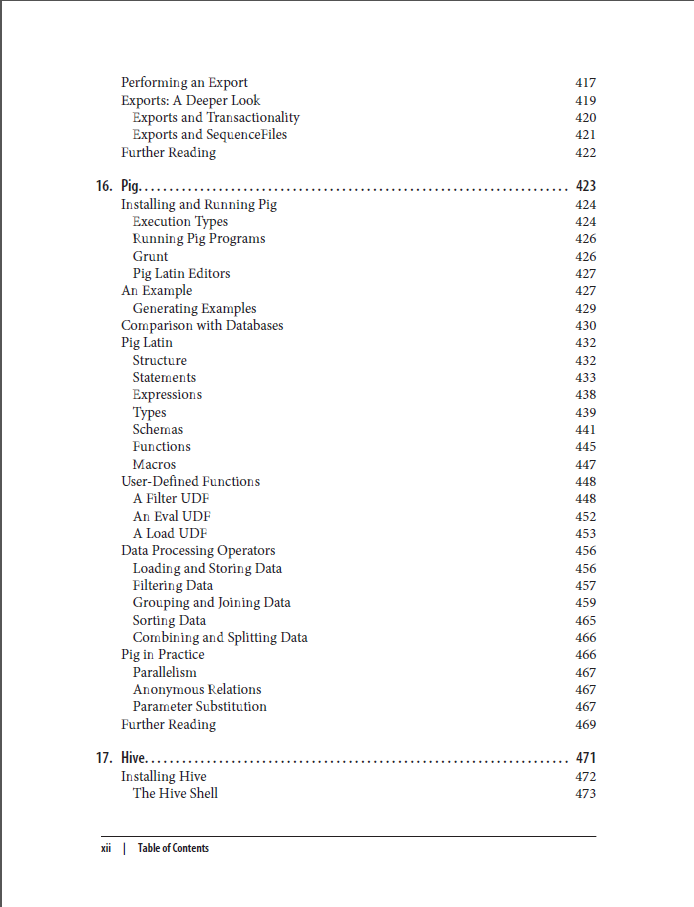 Performing an Export 417
Exports: A Deeper Look 419
Exports and Transactionality 420
Exports and SequenceFiles 421
Further Reading 422
16. Pig. . . . . . . . . . . . . . . . . . . . . . . . . . . . . . . . . . . . . . . . . . . . . . . . . . . . . . . . . . . . . . . . . . . . . . 423
Installing and Running Pig 424
Execution Types 424
Running Pig Programs 426
Grunt 426
Pig Latin Editors 427
An Example 427
Generating Examples 429
Comparison with Databases 430
Pig Latin 432
Structure 432
Statements 433
Expressions 438
Types 439
Schemas 441
Functions 445
Macros 447
User-Defined Functions 448
A Filter UDF 448
An Eval UDF 452
A Load UDF 453
Data Processing Operators 456
Loading and Storing Data 456
Filtering Data 457
Grouping and Joining Data 459
Sorting Data 465
Combining and Splitting Data 466
Pig in Practice 466
Parallelism 467
Anonymous Relations 467
Parameter Substitution 467
Further Reading 469
17. Hive. . . . . . . . . . . . . . . . . . . . . . . . . . . . . . . . . . . . . . . . . . . . . . . . . . . . . . . . . . . . . . . . . . . . . 471
Installing Hive 472
The Hive Shell 473
xii | Table of Contents